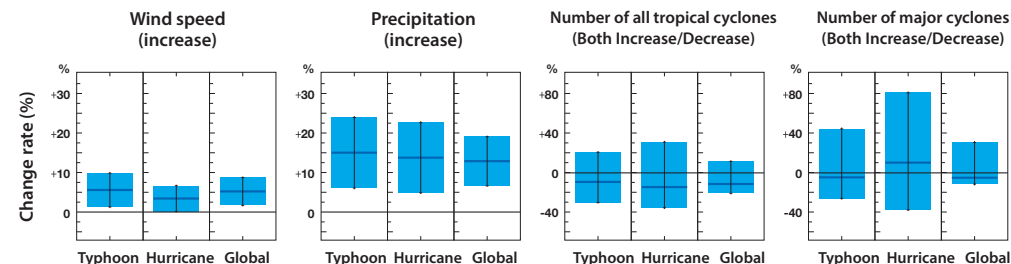 Wind speed
(increase)
Precipitation
(increase)
Number of all tropical cyclones
(Both Increase/Decrease)
Number of major cyclones
(Both Increase/Decrease)
Change rate (%)
%
+30
+20
+10
0
Typhoon Hurricane Global
%
+30
+20
+10
0
Typhoon Hurricane Global
%
+80
+40
0
-40
Typhoon Hurricane Global
%
+80
+40
0
-40
Typhoon Hurricane Global